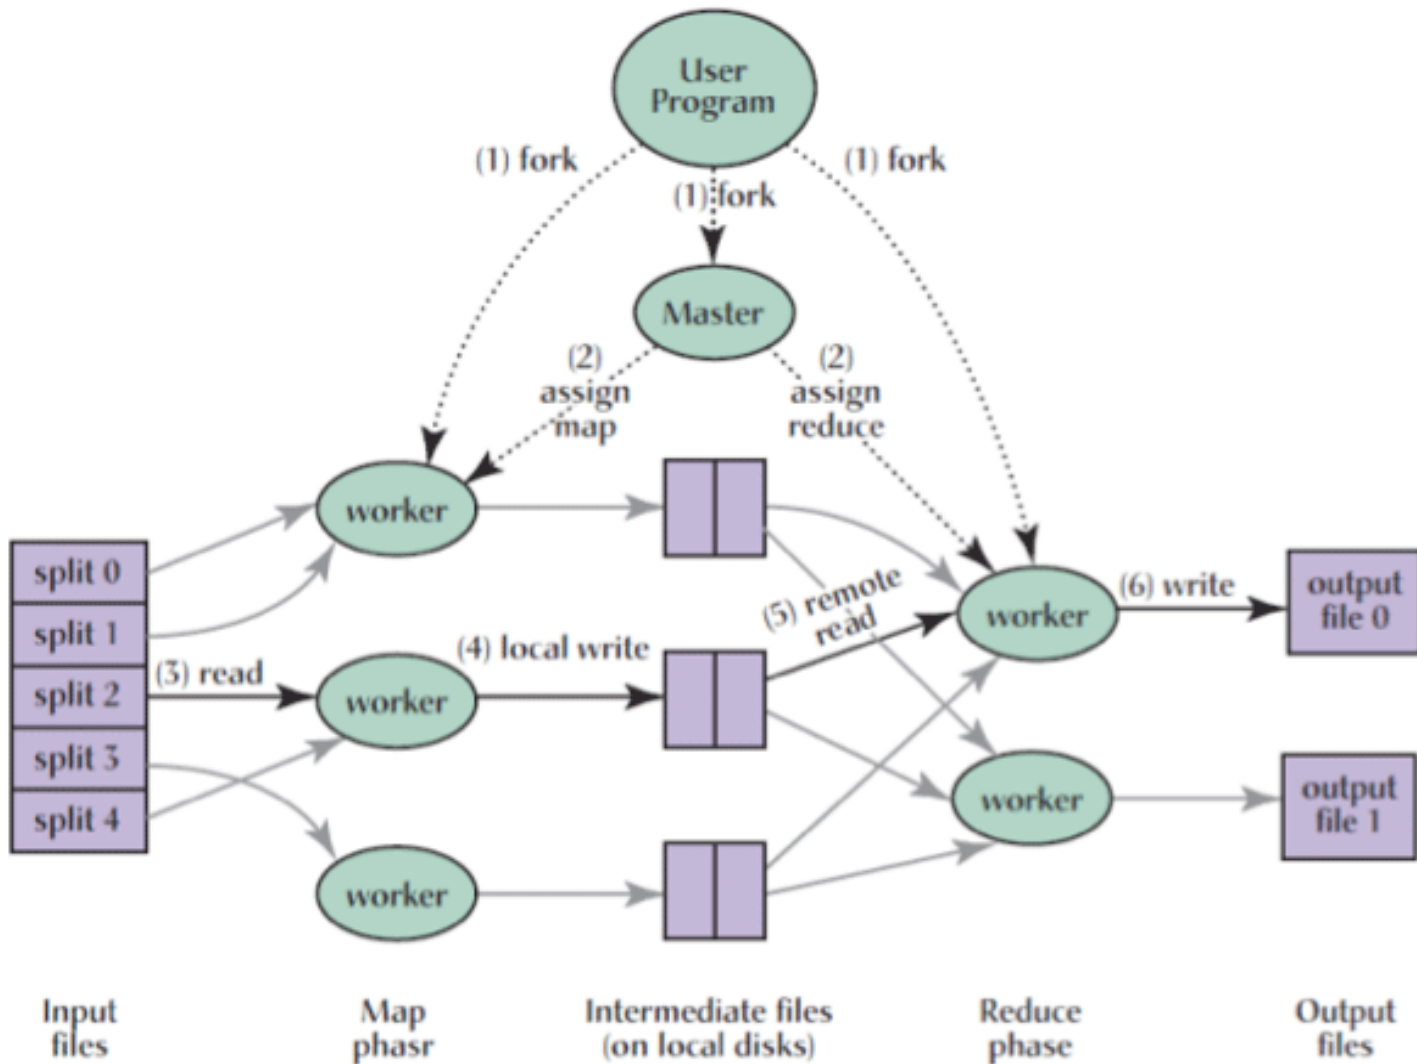 User
Program
(1) fork
(1) fork
(1) fork
Master
(2)
assign
map
(2)
assign
reduce
worker
split 0
split 1
split 2
split 3
split 4
(3) read
worker
(4) local write
(5) remote
read
worker
(6) write
output
file 0
worker
output
file 1
worker
Input
files
Map
phasr
Intermediate files
(on local disks)
Reduce
phase
Output
files